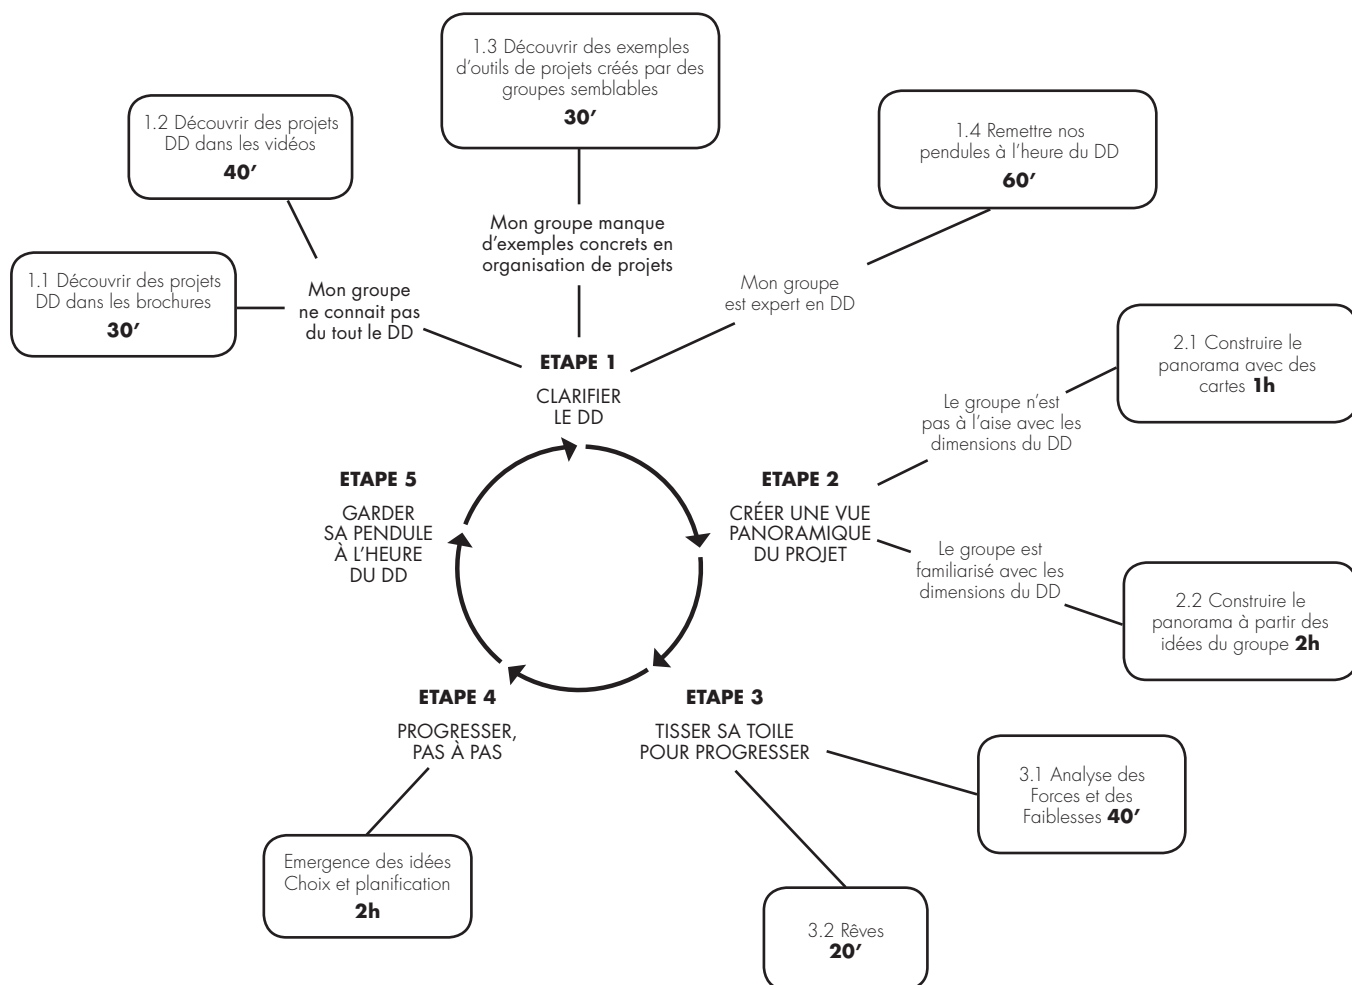 1.3 Découvrir des exemples
d'outils de projets créés par des
groupes semblables
30′
1.2 Découvrir des projets
DD dans les vidéos
40′
1.4 Remettre nos
pendules à l'heure du DD
60′
1.1 Découvrir des projets
DD dans les brochures
30′
Mon groupe
ne connait pas
du tout le DD
Mon groupe manque
d'exemples concrets en
organisation de projets
Mon groupe
est expert en DD
ETAPE 1
CLARIFIER
LE DD
2.1 Construire le
panorama avec des
cartes 1h
Le groupe n'est
pas à l'aise avec les
dimensions du DD
ETAPE 2
CRÉER UNE VUE
PANORAMIQUE
DU PROJET
Le groupe est
familiarisé avec les
dimensions du DD
2.2 Construire le
panorama à partir des
idées du groupe 2h
ETAPE 5
GARDER
SA PENDULE
À L'HEURE
DU DD
ETAPE 4
PROGRESSER,
PAS À PAS
ETAPE 3
TISSER SA TOILE
POUR PROGRESSER
3.1 Analyse des
Forces et des
Faiblesses 40′
Emergence des idées
Choix et planification
2h
3.2 Rêves
20′